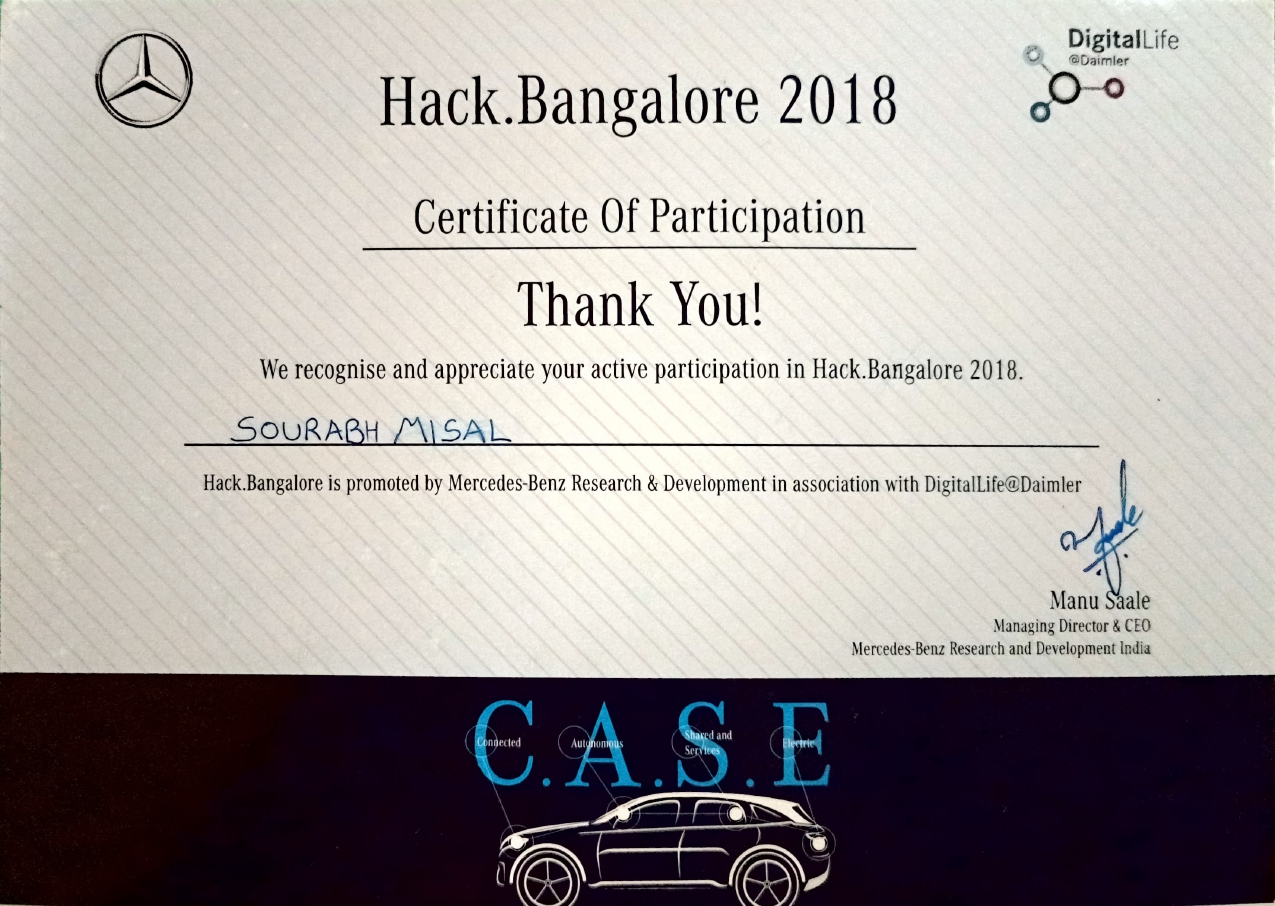 DigitalLife
@Daimler
Hack.Bangalore 2018
Certificate Of Participation
Thank You!
We recognise and appreciate your active participation in Hack.Bangalore 2018.
SOURABH MISAL
Hack.Bangalore is promoted by Mercedes-Benz Research & Development in association with DigitalLife@Daimler
Manu Saale
Managing Director & CEO
Mercedes-Benz Research and Development India
C.A.S.E
Connected Autonomous Shared and Services Electric